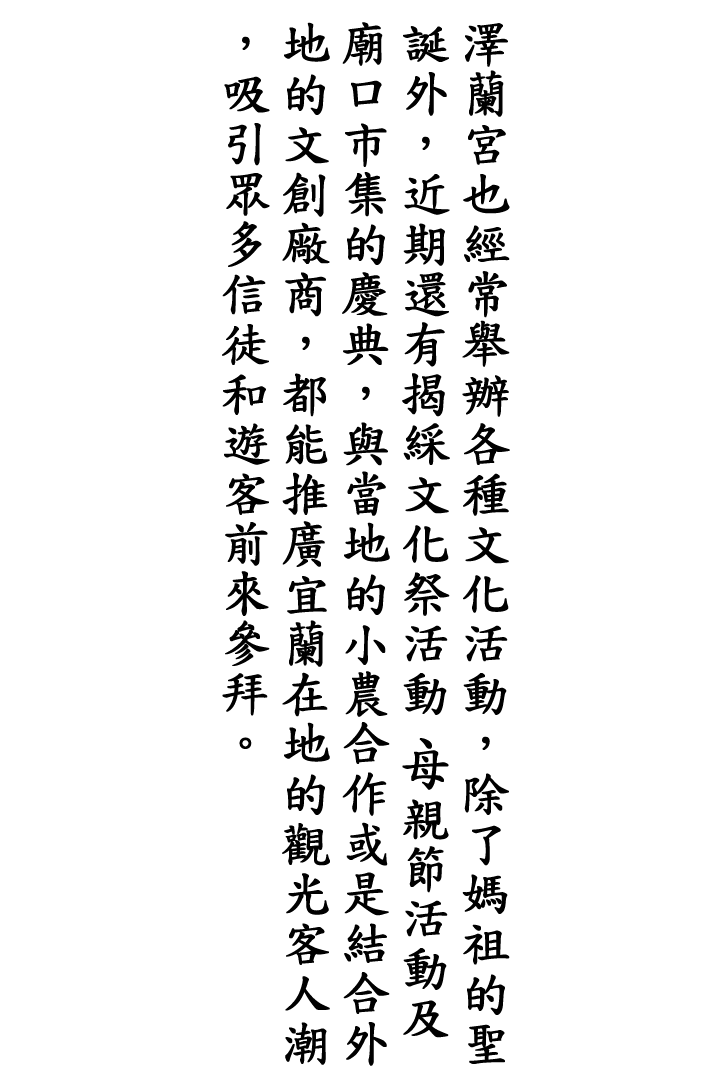 澤蘭宮也經常舉辦各種文化活動，除了媽祖的聖
誕外，近期還有揭綵文化祭活動、母親節活動及
廟口市集的慶典，與當地的小農合作或是結合外
地的文創廠商，都能推廣宜蘭在地的觀光客人潮
，吸引眾多信徒和遊客前來參拜。